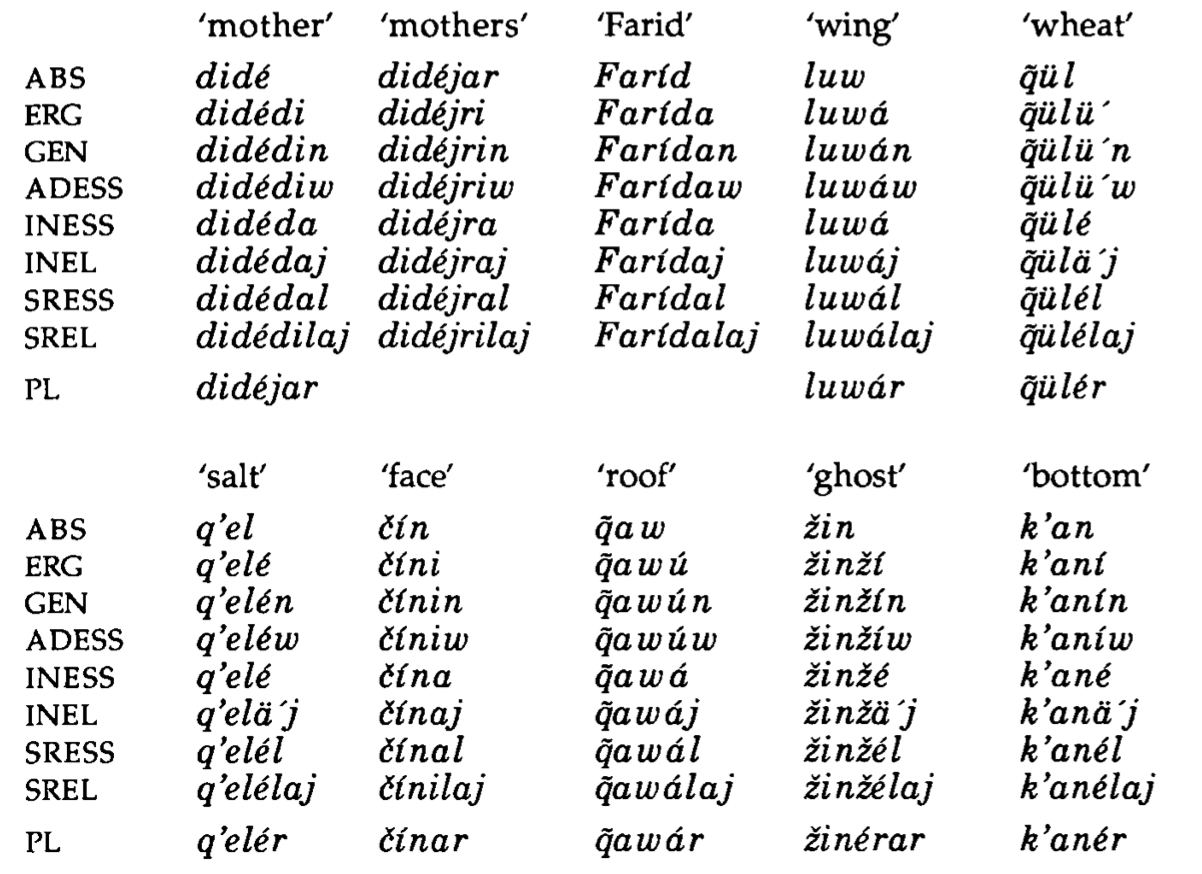 'mother' 'mothers' 'Farid' 'wing' 'wheat'
ABS didé didéjar Faríd luw q̃ül
ERG didédi didéjri Farída luwá q̃ülü´
GEN didédin didéjrin Farídan luwán q̃ülü´n
ADESS didédiw didéjriw Farídaw luwáw q̃ülü´w
INESS didéda didéjra Farída luwá q̃ülé
INEL didédaj didéjraj Farídaj luwáj q̃ülä´j
SRESS didédal didéjral Farídal luwál q̃ülél
SREL didédilaj didéjrilaj Farídalaj luwálaj q̃ülélaj
PL didéjar luwár q̃ülér
'salt' 'face' 'roof' 'ghost' 'bottom'
ABS q'el čín q̃aw žin k'an
ERG q'elé číni q̃awú žinží k'aní
GEN q'elén čínin q̃awún žinžín k'anín
ADESS q'eléw číniw q̃awúw žinžíw k'aníw
INESS q'elé čína q̃awá žinžé k'ané
INEL q'elä´j čínaj q̃awáj žinžä´j k'anä´j
SRESS q'elél čínal q̃awál žinžél k'anél
SREL q'elélaj čínilaj q̃awálaj žinžélaj k'anélaj
PL q'elér čínar q̃awár žinérar k'anér